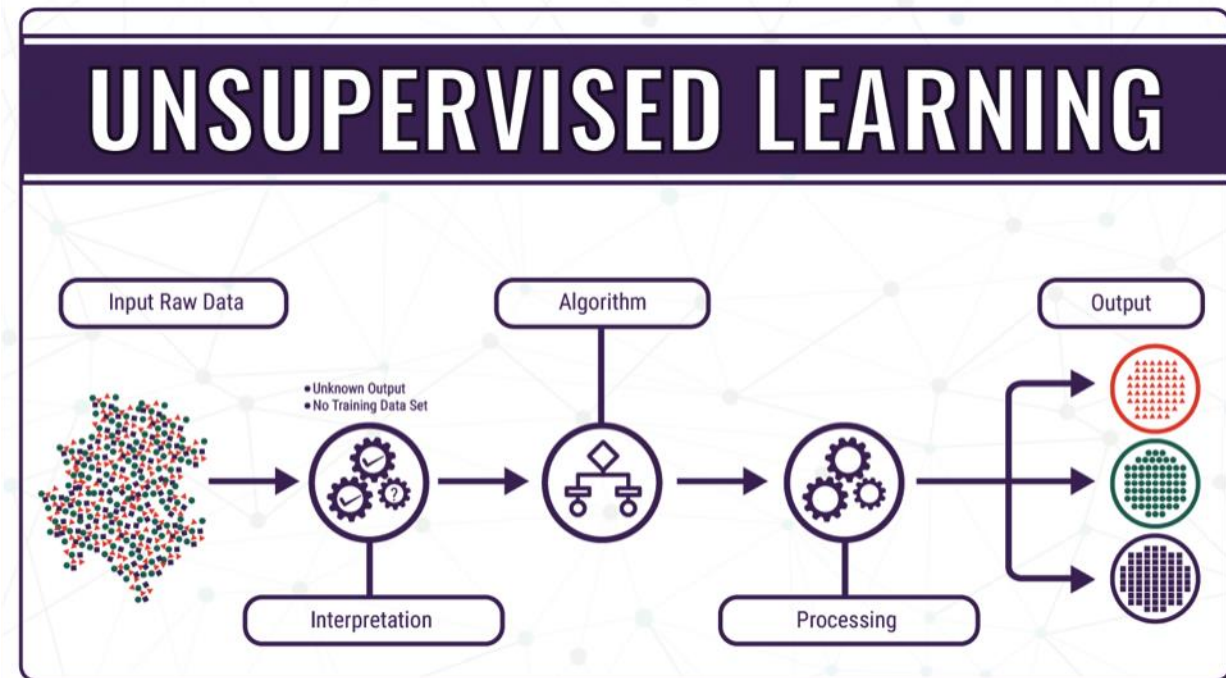 UNSUPERVISED LEARNING
Input Raw Data
Algorithm
Output
• Unknown Output
• No Training Data Set
?
Interpretation
Processing